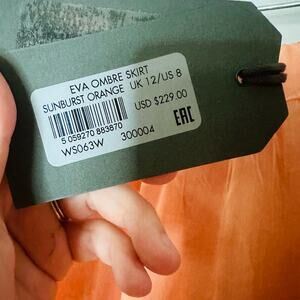 EVA OMBRE SKIRT
SUNBURST ORANGE UK 12/US 8
USD $229.00
5 059270 883870
EAC
WS063W 300004